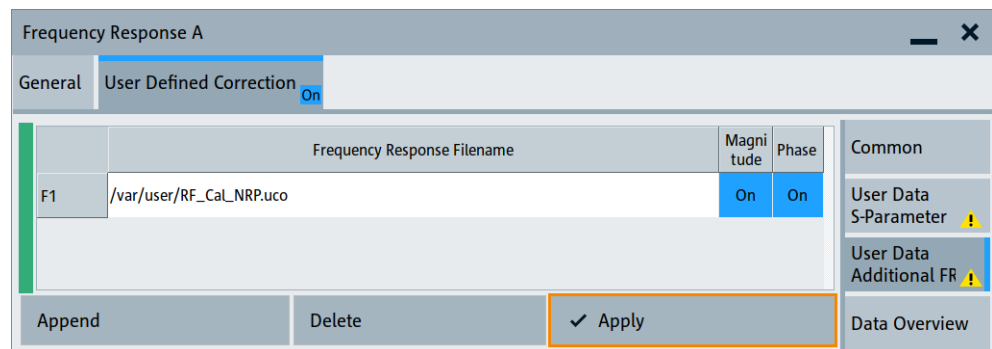 Frequency Response A
General
User Defined Correction
On
Frequency Response Filename
Magni
tude
Phase
F1
/var/user/RF_Cal_NRP.uco
On
On
Common
User Data
S-Parameter
User Data
Additional FR
Append
Delete
Apply
Data Overview